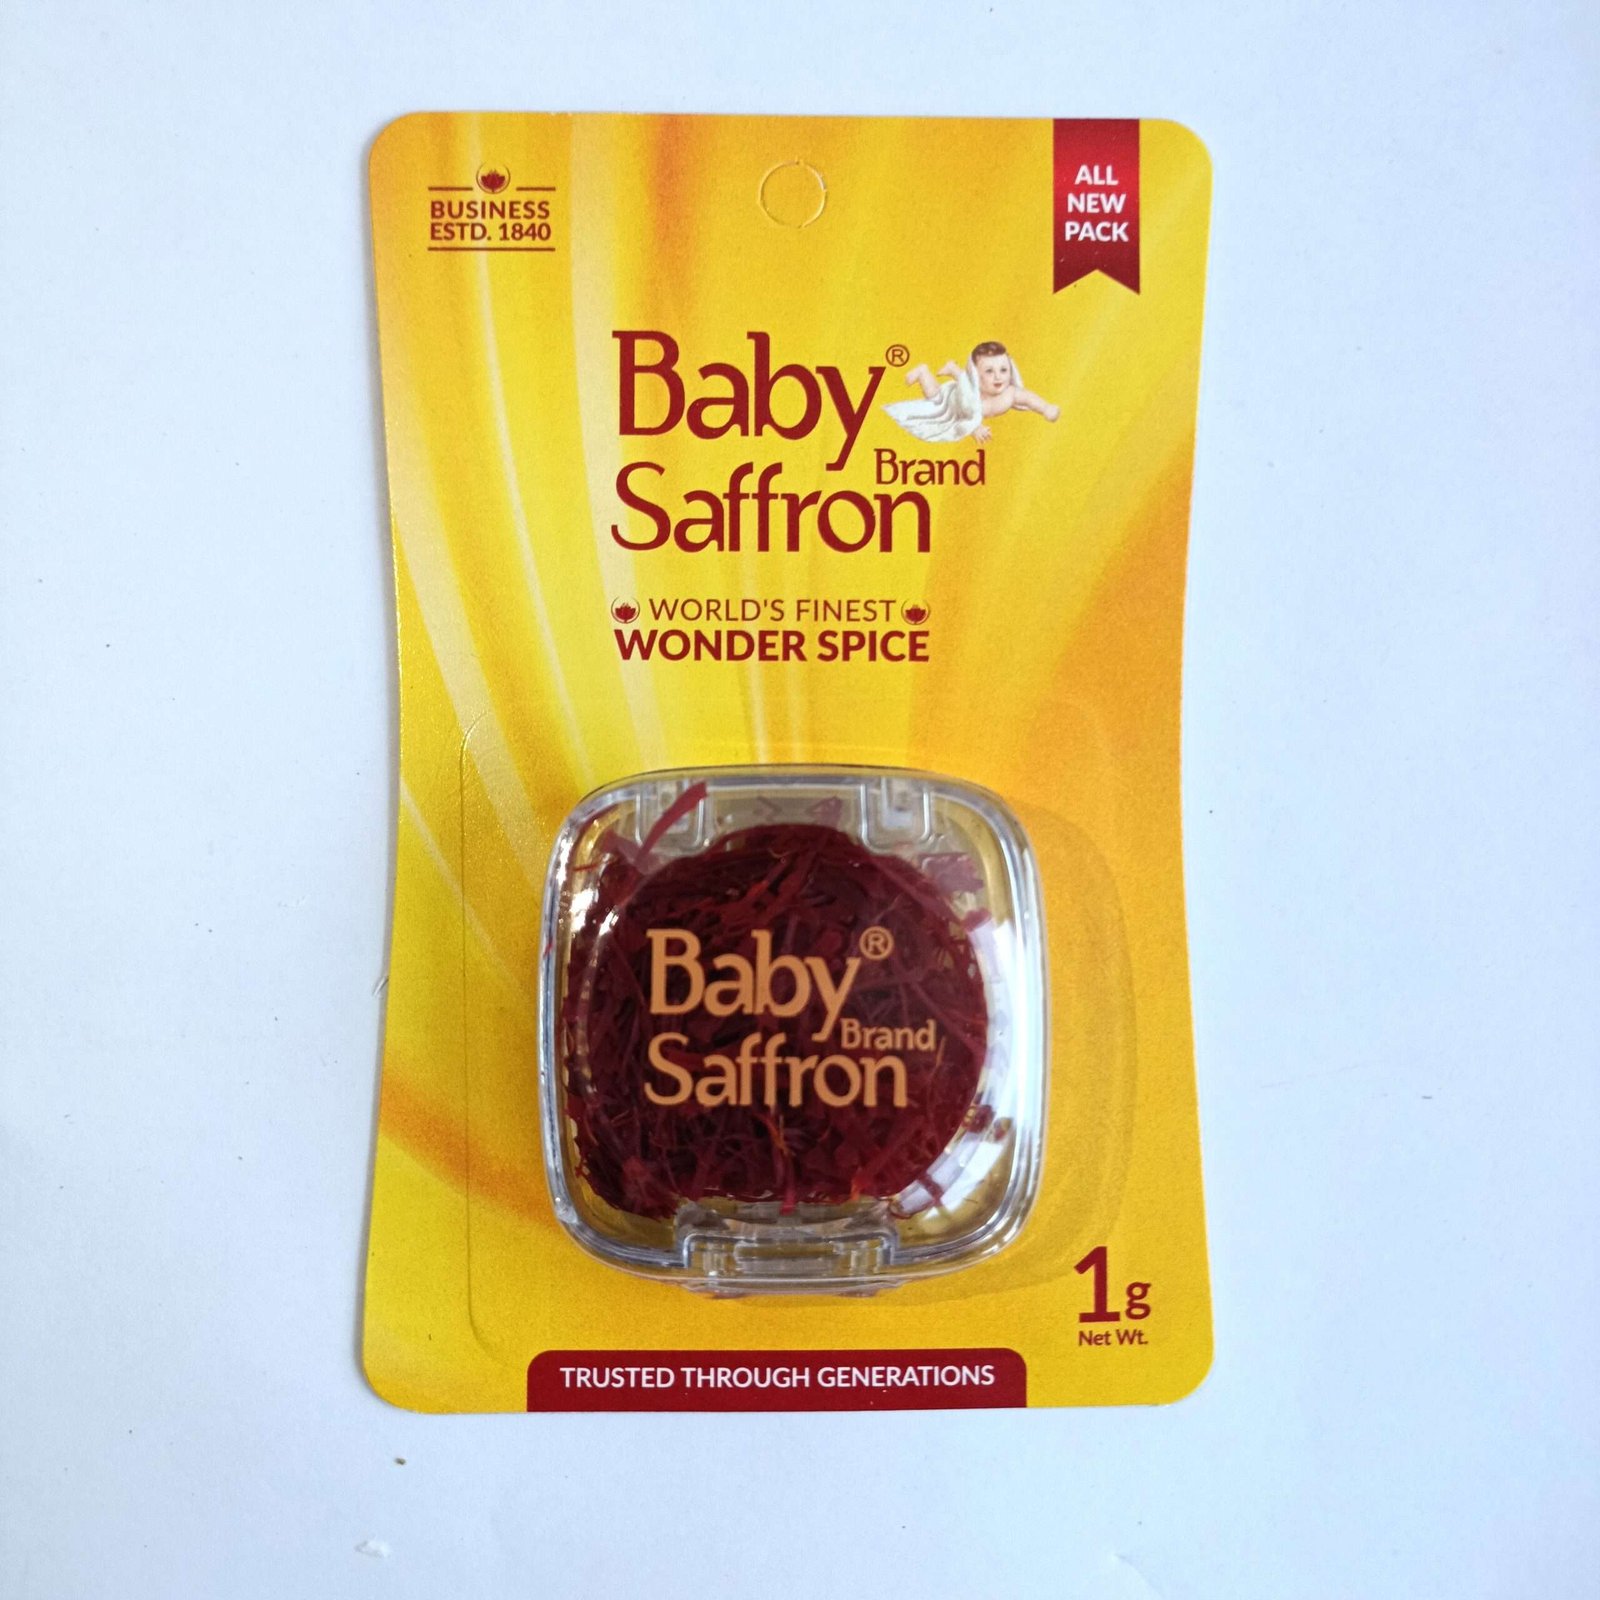 BUSINESS
ESTD. 1840
ALL
NEW
PACK
Baby®
Brand
Saffron
WORLD'S FINEST
WONDER SPICE
Baby®
Brand
Saffron
1g
Net Wt.
TRUSTED THROUGH GENERATIONS